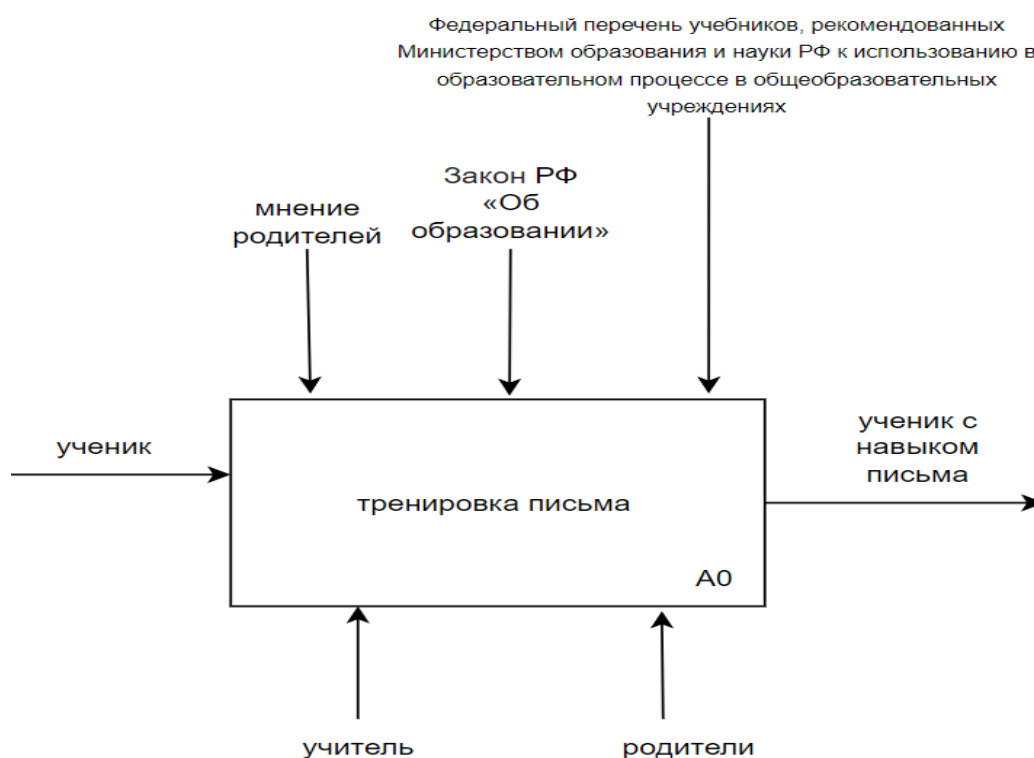 Федеральный перечень учебников, рекомендованных
Министерством образования и науки РФ к использованию в
образовательном процессе в общеобразовательных
учреждениях
Закон РФ
«Об
образовании»
мнение
родителей
ученик
ученик с
навыком
письма
тренировка письма
А0
учитель
родители